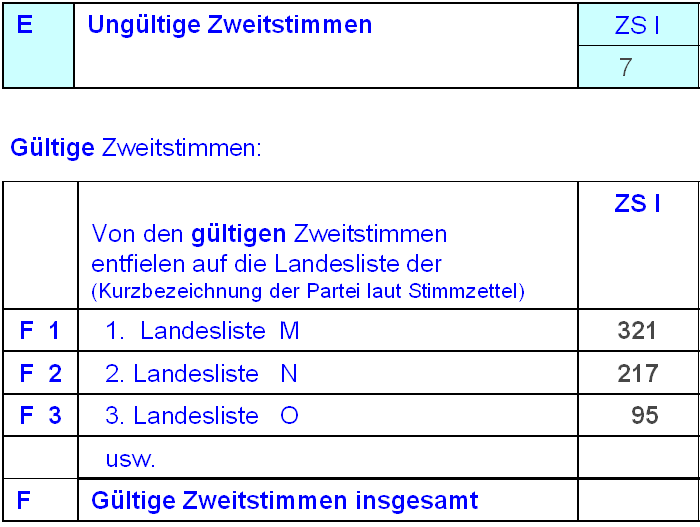 E Ungültige Zweitstimmen ZS I
7
Gültige Zweitstimmen:
ZS I
Von den gültigen Zweitstimmen
entfielen auf die Landesliste der
(Kurzbezeichnung der Partei laut Stimmzettel)
F 1 1. Landesliste M 321
F 2 2. Landesliste N 217
F 3 3. Landesliste O 95
usw.
F Gültige Zweitstimmen insgesamt